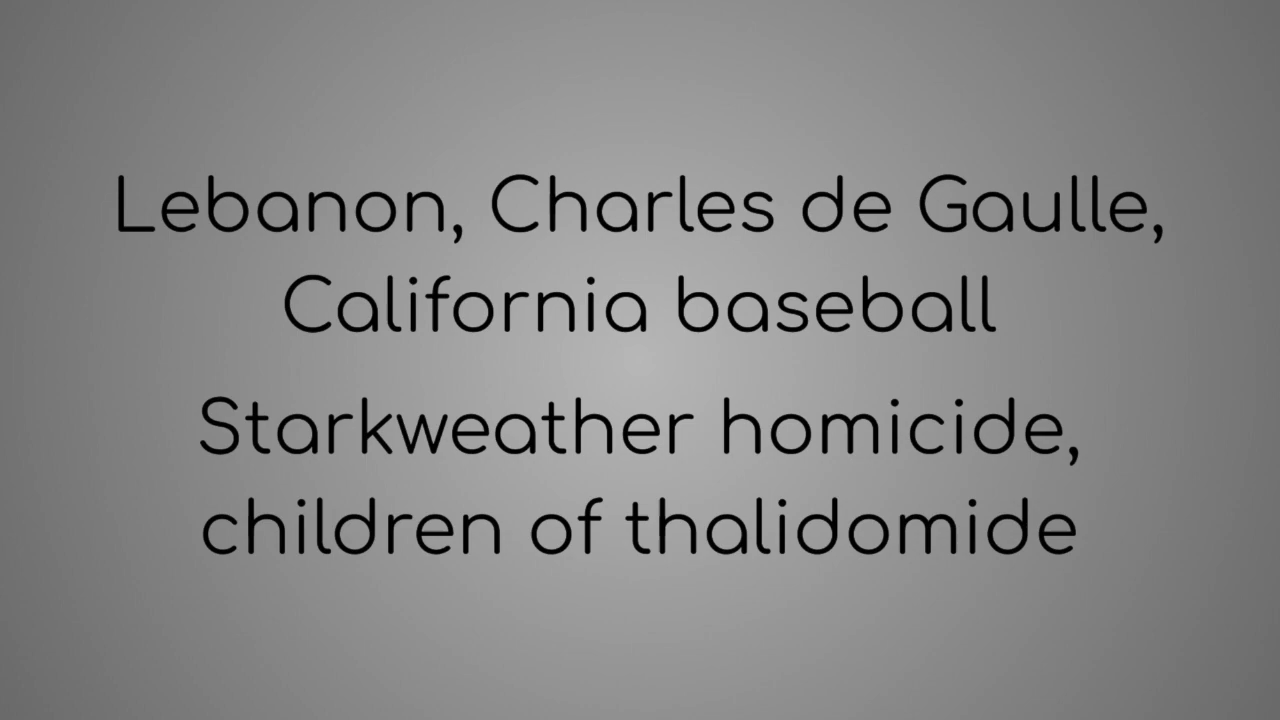 Lebanon, Charles de Gaulle,
California baseball
Starkweather homicide,
children of thalidomide